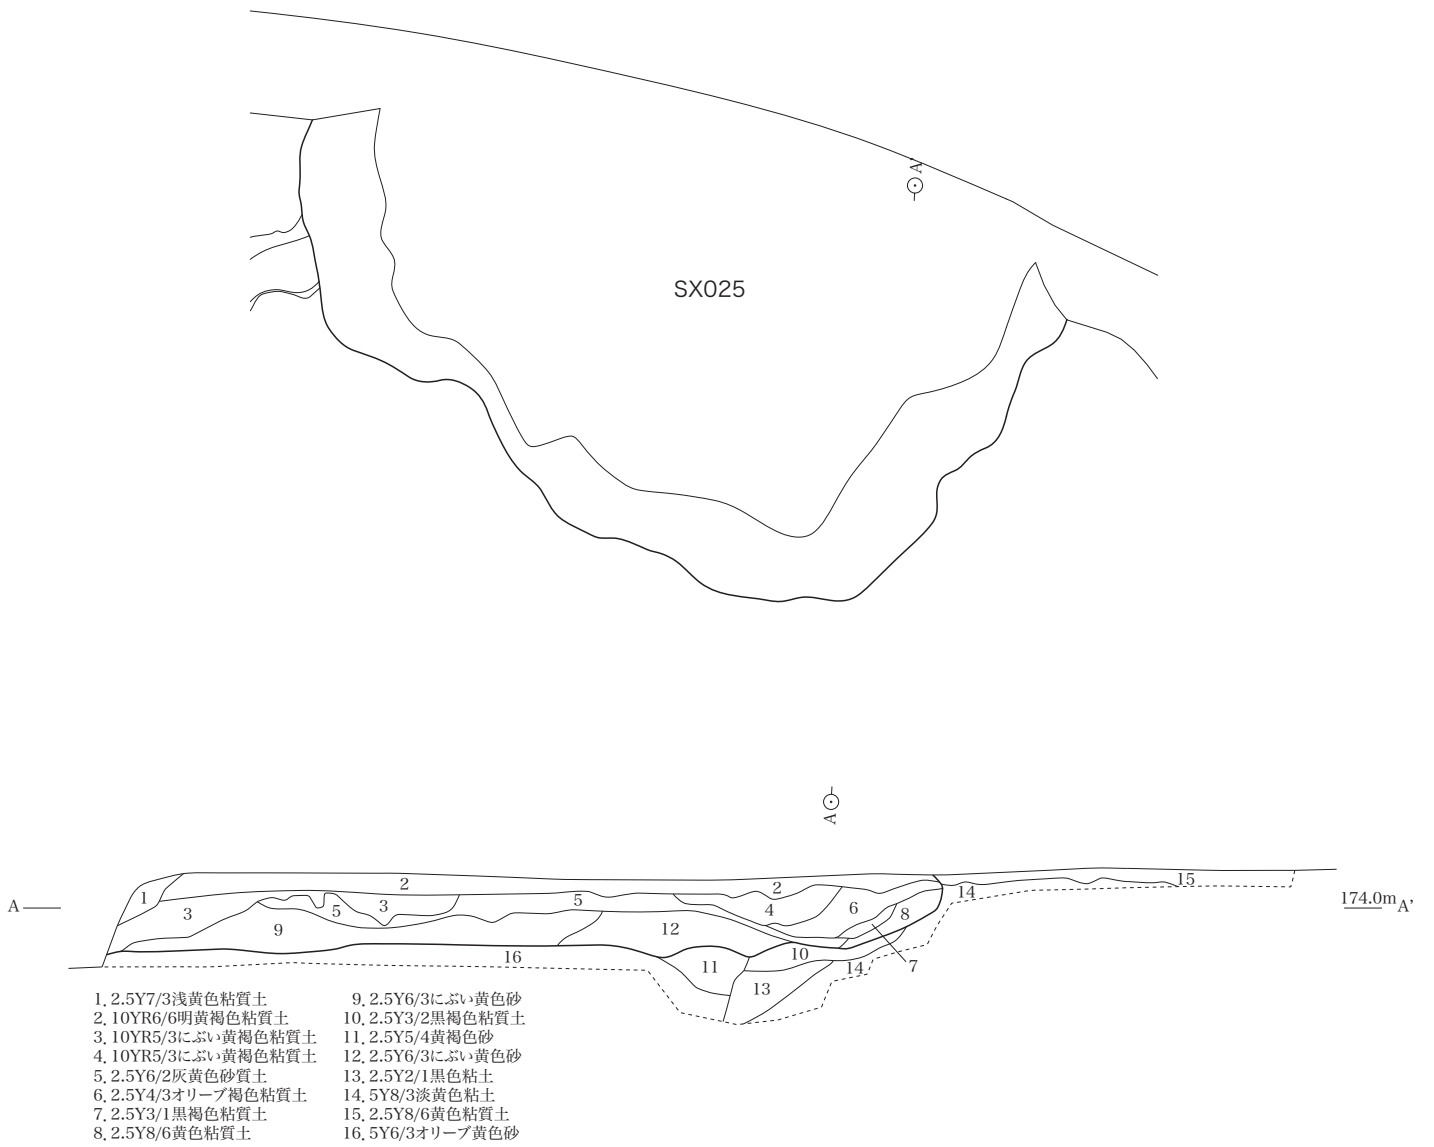 A'
SX025
A
1
2
2
15
14
3
5
3
5
4
6
8
A
174.0m
A'
9
12
16
11
10
14
7
13
1. 2.5Y7/3浅黄色粘質土
2. 10YR6/6明黄褐色粘質土
3. 10YR5/3にぶい黄褐色粘質土
4. 10YR5/3にぶい黄褐色粘質土
5. 2.5Y6/2灰黄色砂質土
6. 2.5Y4/3オリーブ褐色粘質土
7. 2.5Y3/1黒褐色粘質土
8. 2.5Y8/6黄色粘質土
9. 2.5Y6/3にぶい黄色砂
10. 2.5Y3/2黒褐色粘質土
11. 2.5Y5/4黄褐色砂
12. 2.5Y6/3にぶい黄色砂
13. 2.5Y2/1黒色粘土
14. 5Y8/3淡黄色粘土
15. 2.5Y8/6黄色粘質土
16. 5Y6/3オリーブ黄色砂